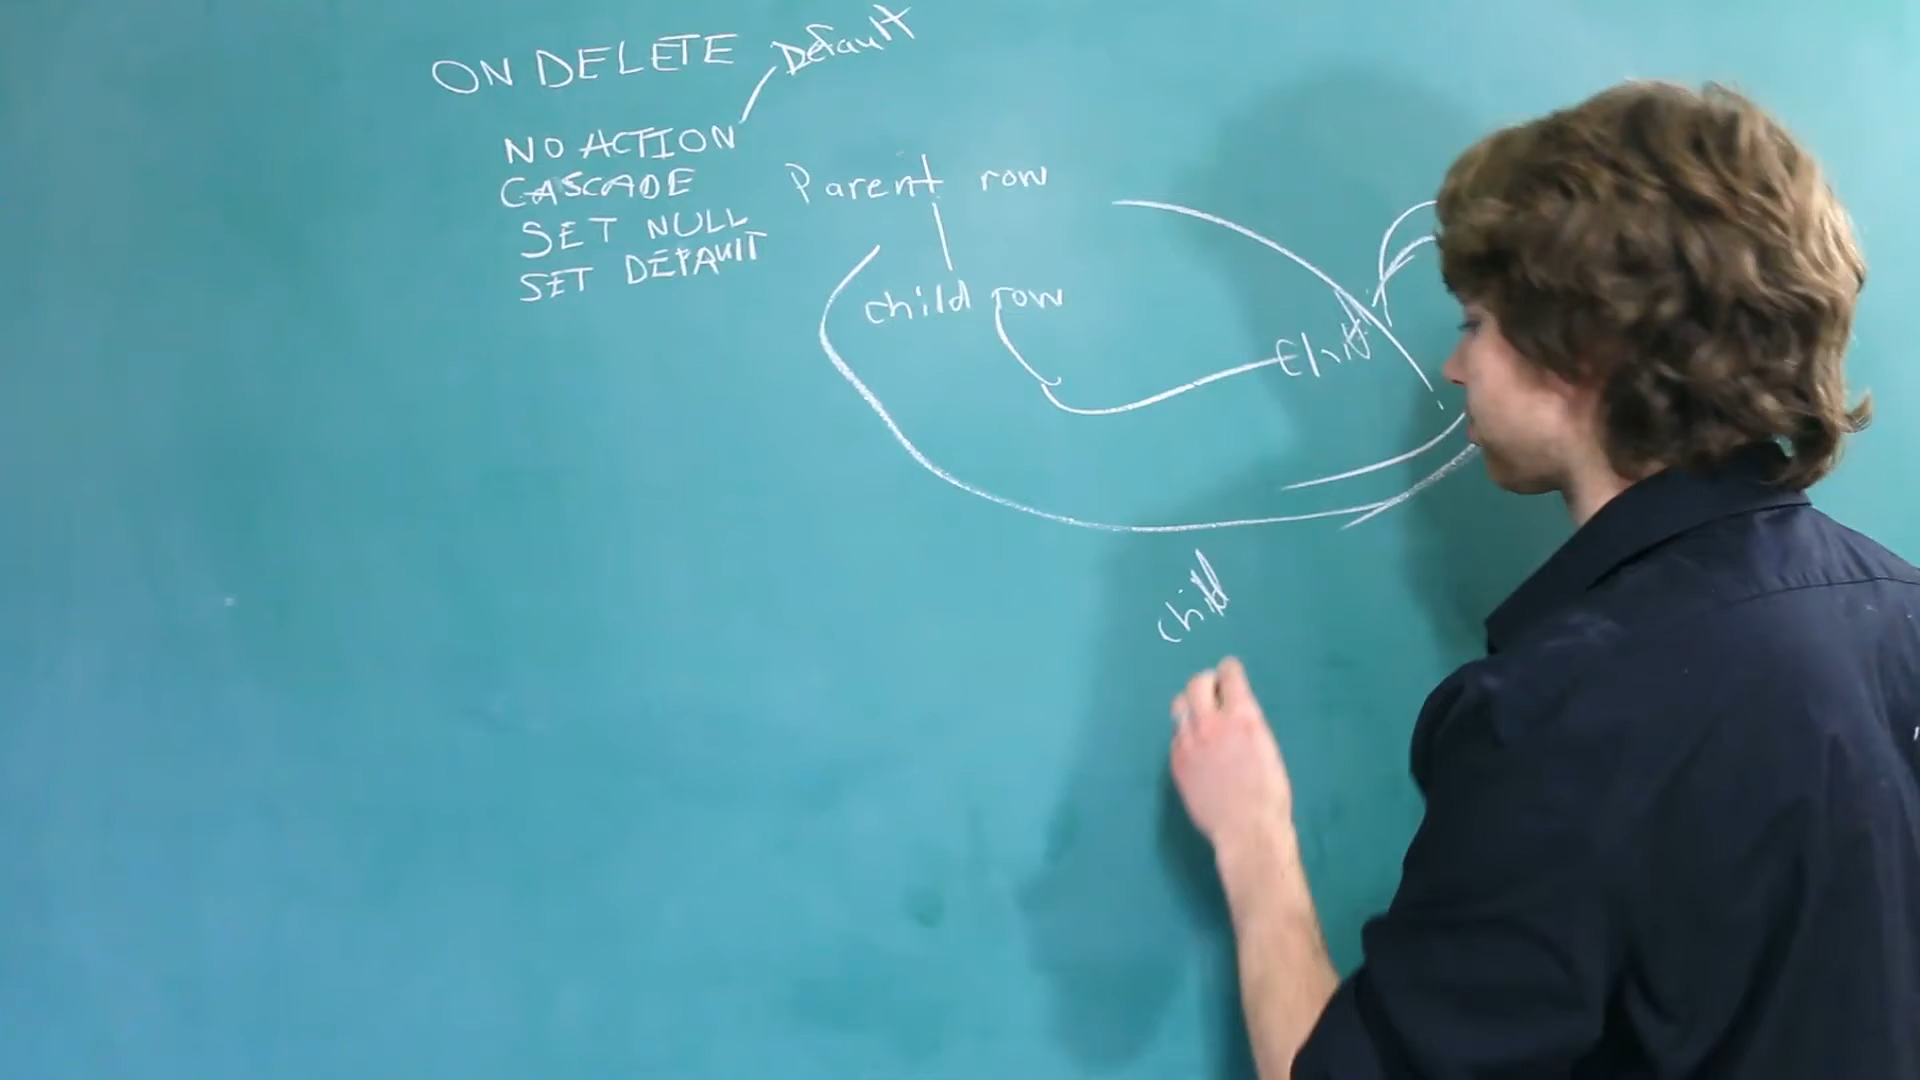 ON DELETE Default
NO ACTION
CASCADE
SET NULL
SET DEFAULT
Parent row
child row
Child
child